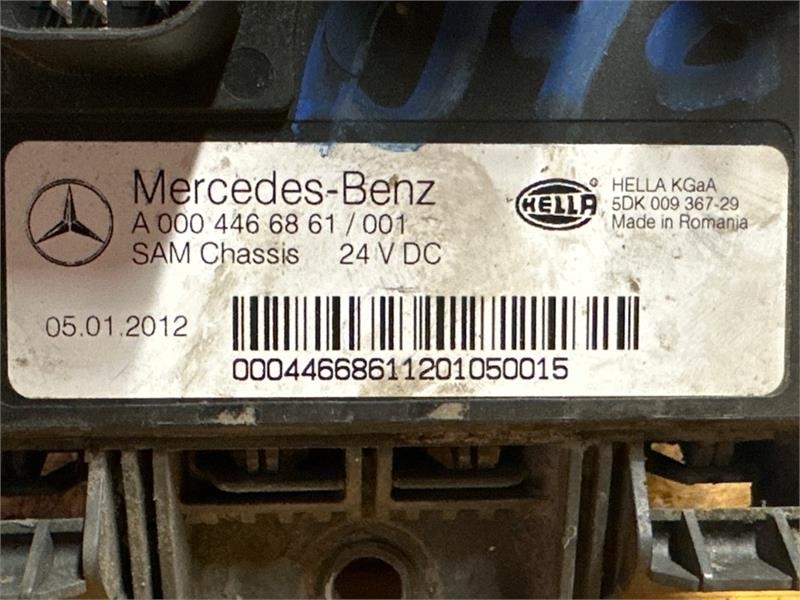 Mercedes-Benz
A 000 446 68 61 / 001
SAM Chassis 24 V DC
HELLA
HELLA KGaA
5DK 009 367-29
Made in Romania
05.01.2012
00044668611201050015